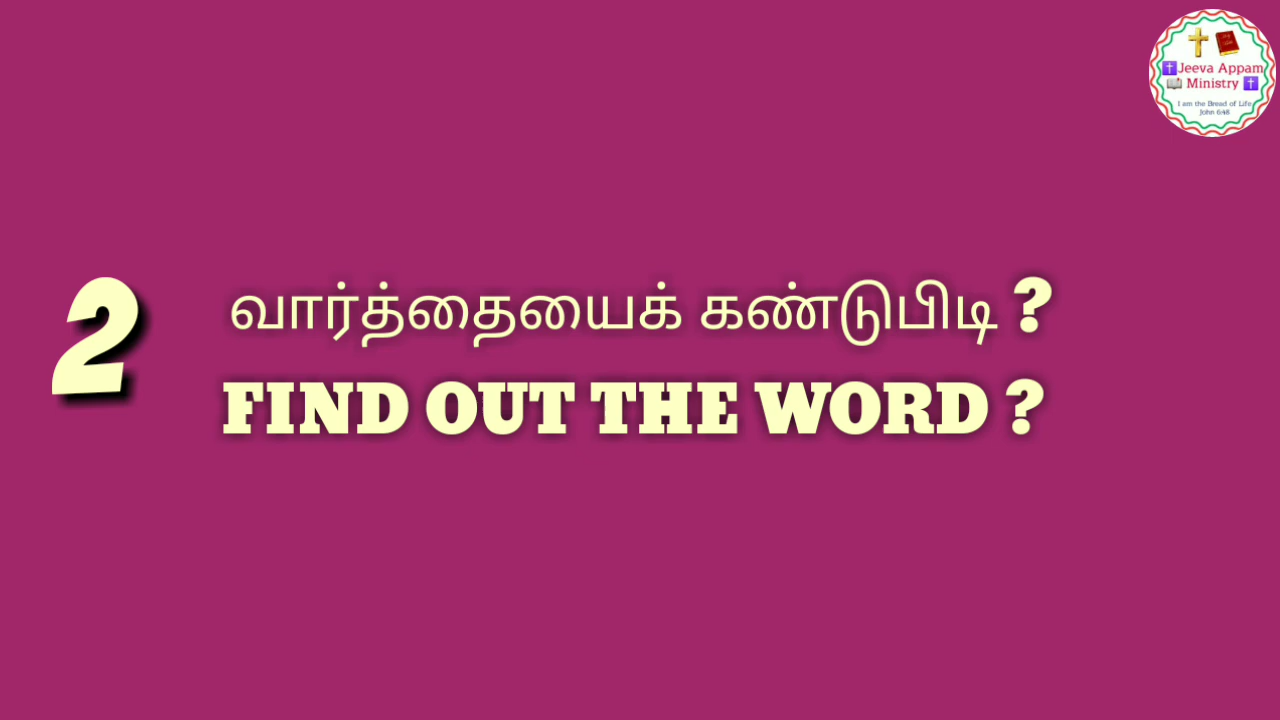 ✝Jeeva Appam
📖 Ministry ✝
I am the Bread of Life
John 6:48
2
வார்த்தையைக் கண்டுபிடி ?
FIND OUT THE WORD ?